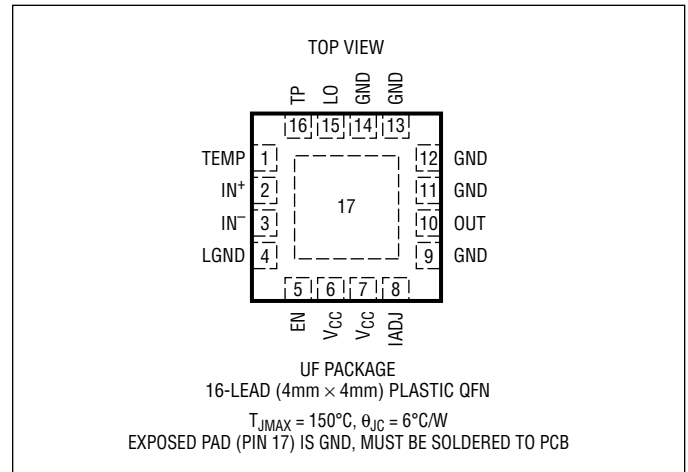 TOP VIEW
TP LO GND GND
16 15 14 13
TEMP 1 12 GND
IN+ 2 11 GND
17
IN– 3 10 OUT
LGND 4 9 GND
5 6 7 8
EN VCC VCC IADJ
UF PACKAGE
16-LEAD (4mm × 4mm) PLASTIC QFN
TJMAX = 150°C, θJC = 6°C/W
EXPOSED PAD (PIN 17) IS GND, MUST BE SOLDERED TO PCB